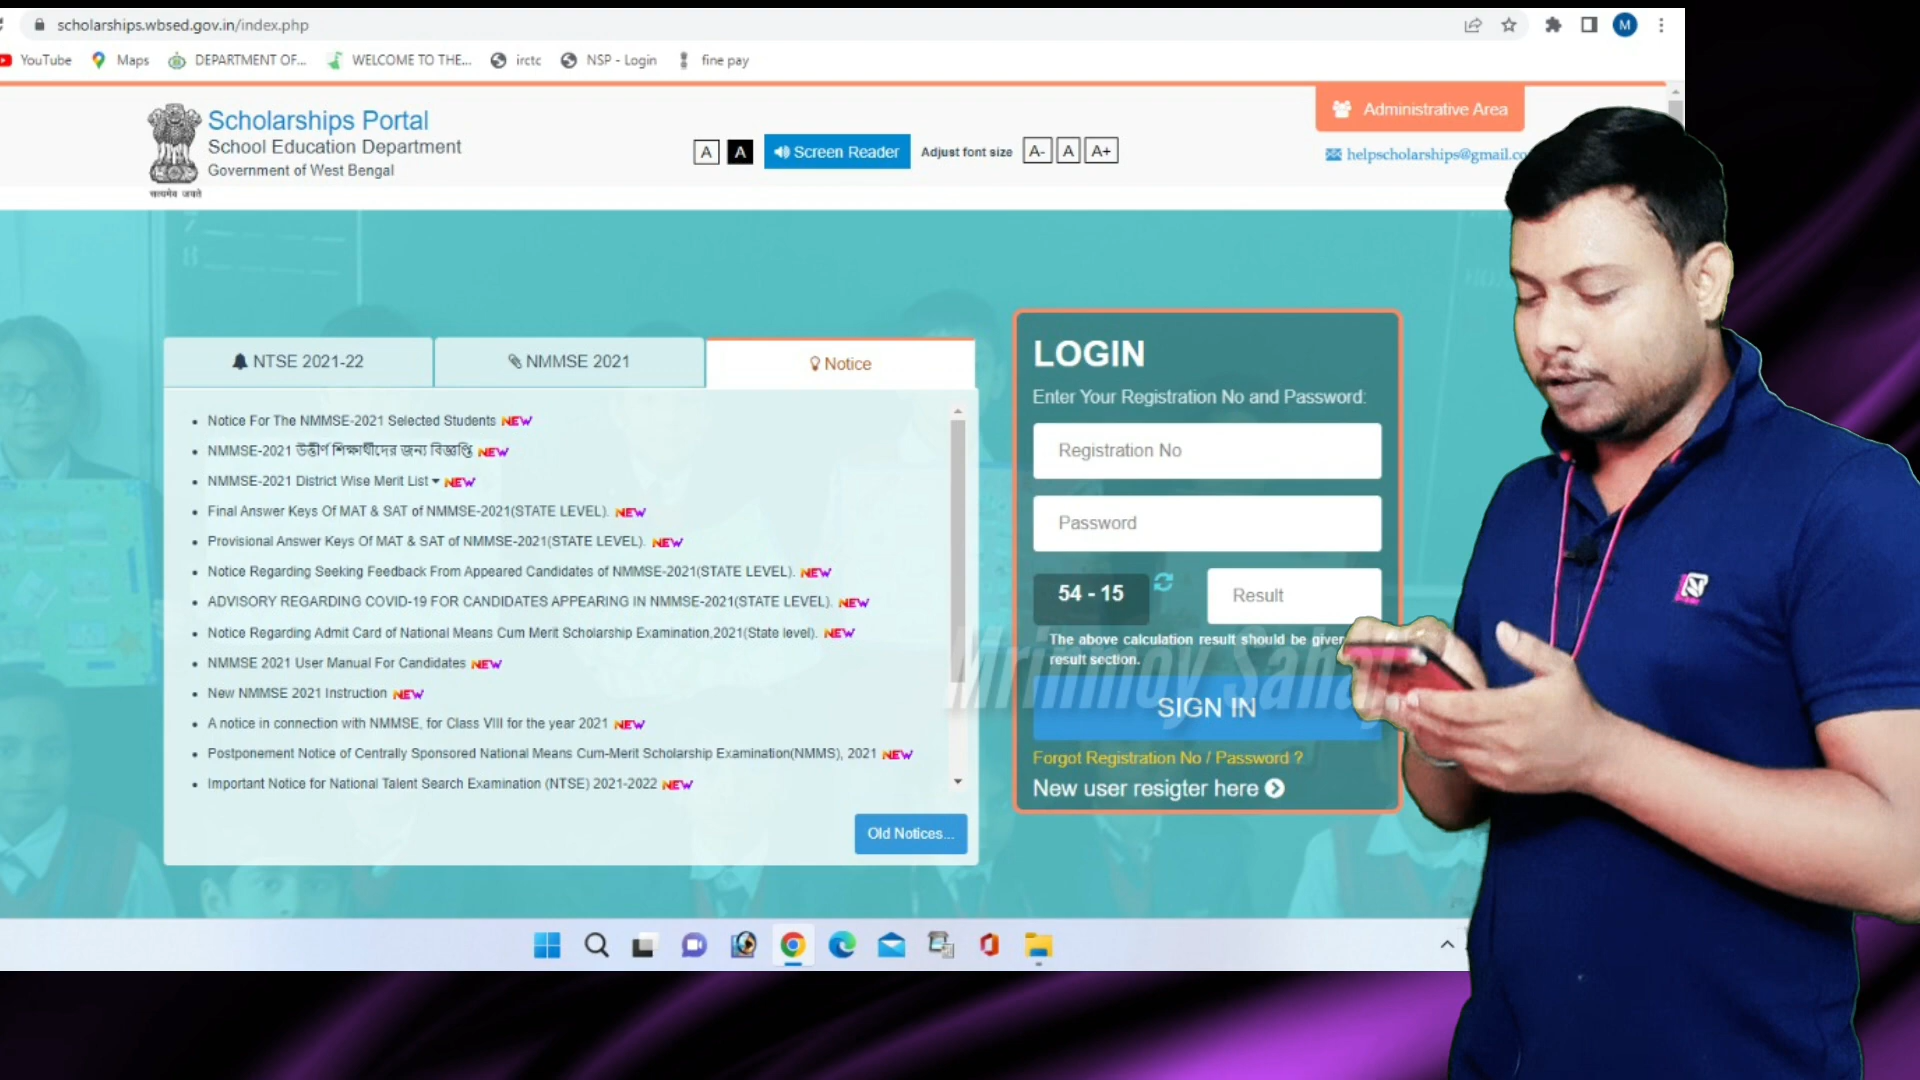 scholarships.wbsed.gov.in/index.php
M
YouTube
Maps
DEPARTMENT OF...
WELCOME TO THE...
irctc
NSP - Login
fine pay
Administrative Area
Scholarships Portal
School Education Department
Government of West Bengal
सत्यमेव जयते
A
A
Screen Reader
Adjust font size
A-
A
A+
helpscholarships@gmail.co
NTSE 2021-22
NMMSE 2021
Notice
Notice For The NMMSE-2021 Selected Students NEW
NMMSE-2021 উত্তীর্ণ শিক্ষার্থীদের জন্য বিজ্ঞপ্তি NEW
NMMSE-2021 District Wise Merit List NEW
Final Answer Keys Of MAT & SAT of NMMSE-2021(STATE LEVEL). NEW
Provisional Answer Keys Of MAT & SAT of NMMSE-2021(STATE LEVEL). NEW
Notice Regarding Seeking Feedback From Appeared Candidates of NMMSE-2021(STATE LEVEL). NEW
ADVISORY REGARDING COVID-19 FOR CANDIDATES APPEARING IN NMMSE-2021(STATE LEVEL). NEW
Notice Regarding Admit Card of National Means Cum Merit Scholarship Examination,2021(State level). NEW
NMMSE 2021 User Manual For Candidates NEW
New NMMSE 2021 Instruction NEW
A notice in connection with NMMSE, for Class VIII for the year 2021 NEW
Postponement Notice of Centrally Sponsored National Means Cum-Merit Scholarship Examination(NMMS), 2021 NEW
Important Notice for National Talent Search Examination (NTSE) 2021-2022 NEW
Old Notices...
LOGIN
Enter Your Registration No and Password:
Registration No
Password
54 - 15
Result
The above calculation result should be given
result section.
SIGN IN
Forgot Registration No / Password ?
New user resigter here